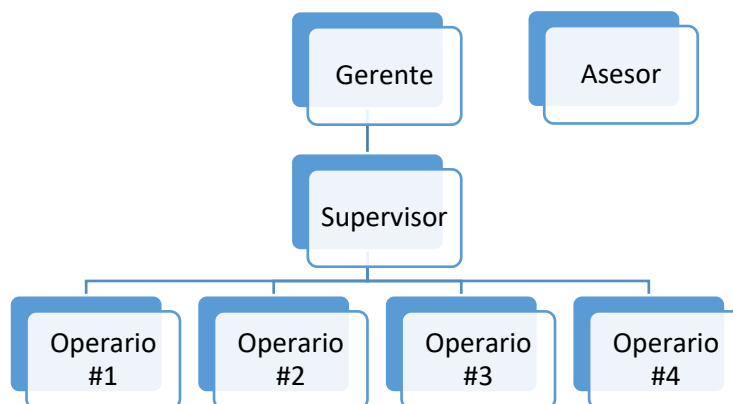 Gerente
Asesor
Supervisor
Operario
#1
Operario
#2
Operario
#3
Operario
#4